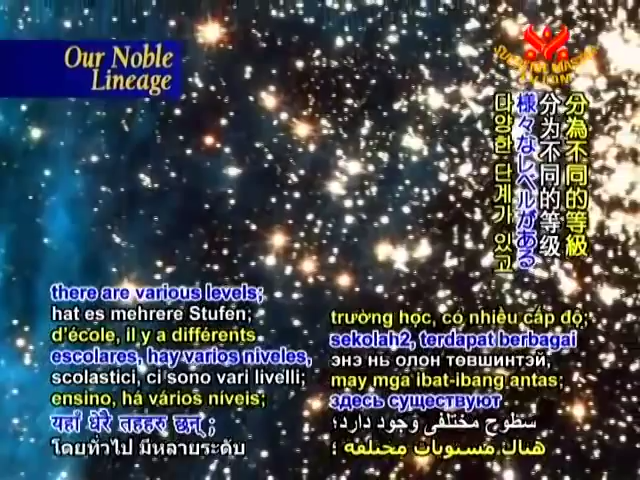 Our Noble
Lineage
SUPREME MASTER
分為不同的等級
分为不同的等级
様々なレベルがある
다양한 단계가 있고
there are various levels;
hat es mehrere Stufen;
d'école, il y a différents
escolares, hay varios niveles,
scolastici, ci sono vari livelli;
ensino, há vários níveis;
यहाँ धेरै तहहरु छन् ;
โดยทั่วไป มีหลายระดับ
trường học, có nhiều cấp độ;
sekolah2, terdapat berbagai
энэ нь олон төвшинтэй,
may mga ibat-ibang antas;
здесь существуют
سطوح مختلفی وجود دارد؛
هناك مستويات مختلفة ؛